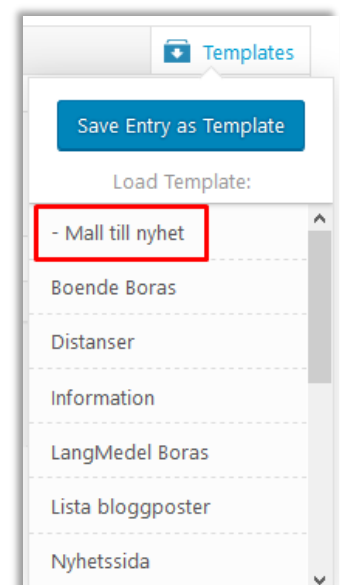 Templates
Save Entry as Template
Load Template:
- Mall till nyhet
Boende Boras
Distanser
Information
LangMedel Boras
Lista bloggposter
Nyhetssida